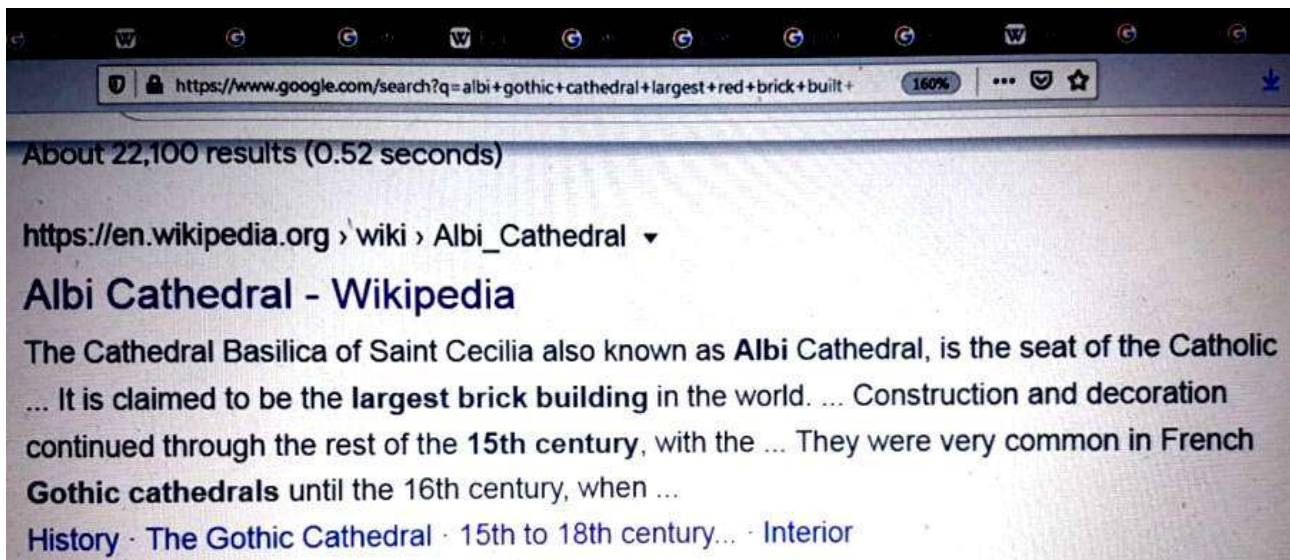 https://www.google.com/search?q=albi+gothic+cathedral+largest+red+brick+built+ 160%
About 22,100 results (0.52 seconds)
https://en.wikipedia.org › wiki › Albi_Cathedral
Albi Cathedral - Wikipedia
The Cathedral Basilica of Saint Cecilia also known as Albi Cathedral, is the seat of the Catholic
... It is claimed to be the largest brick building in the world. ... Construction and decoration
continued through the rest of the 15th century, with the ... They were very common in French
Gothic cathedrals until the 16th century, when ...
History · The Gothic Cathedral · 15th to 18th century... · Interior